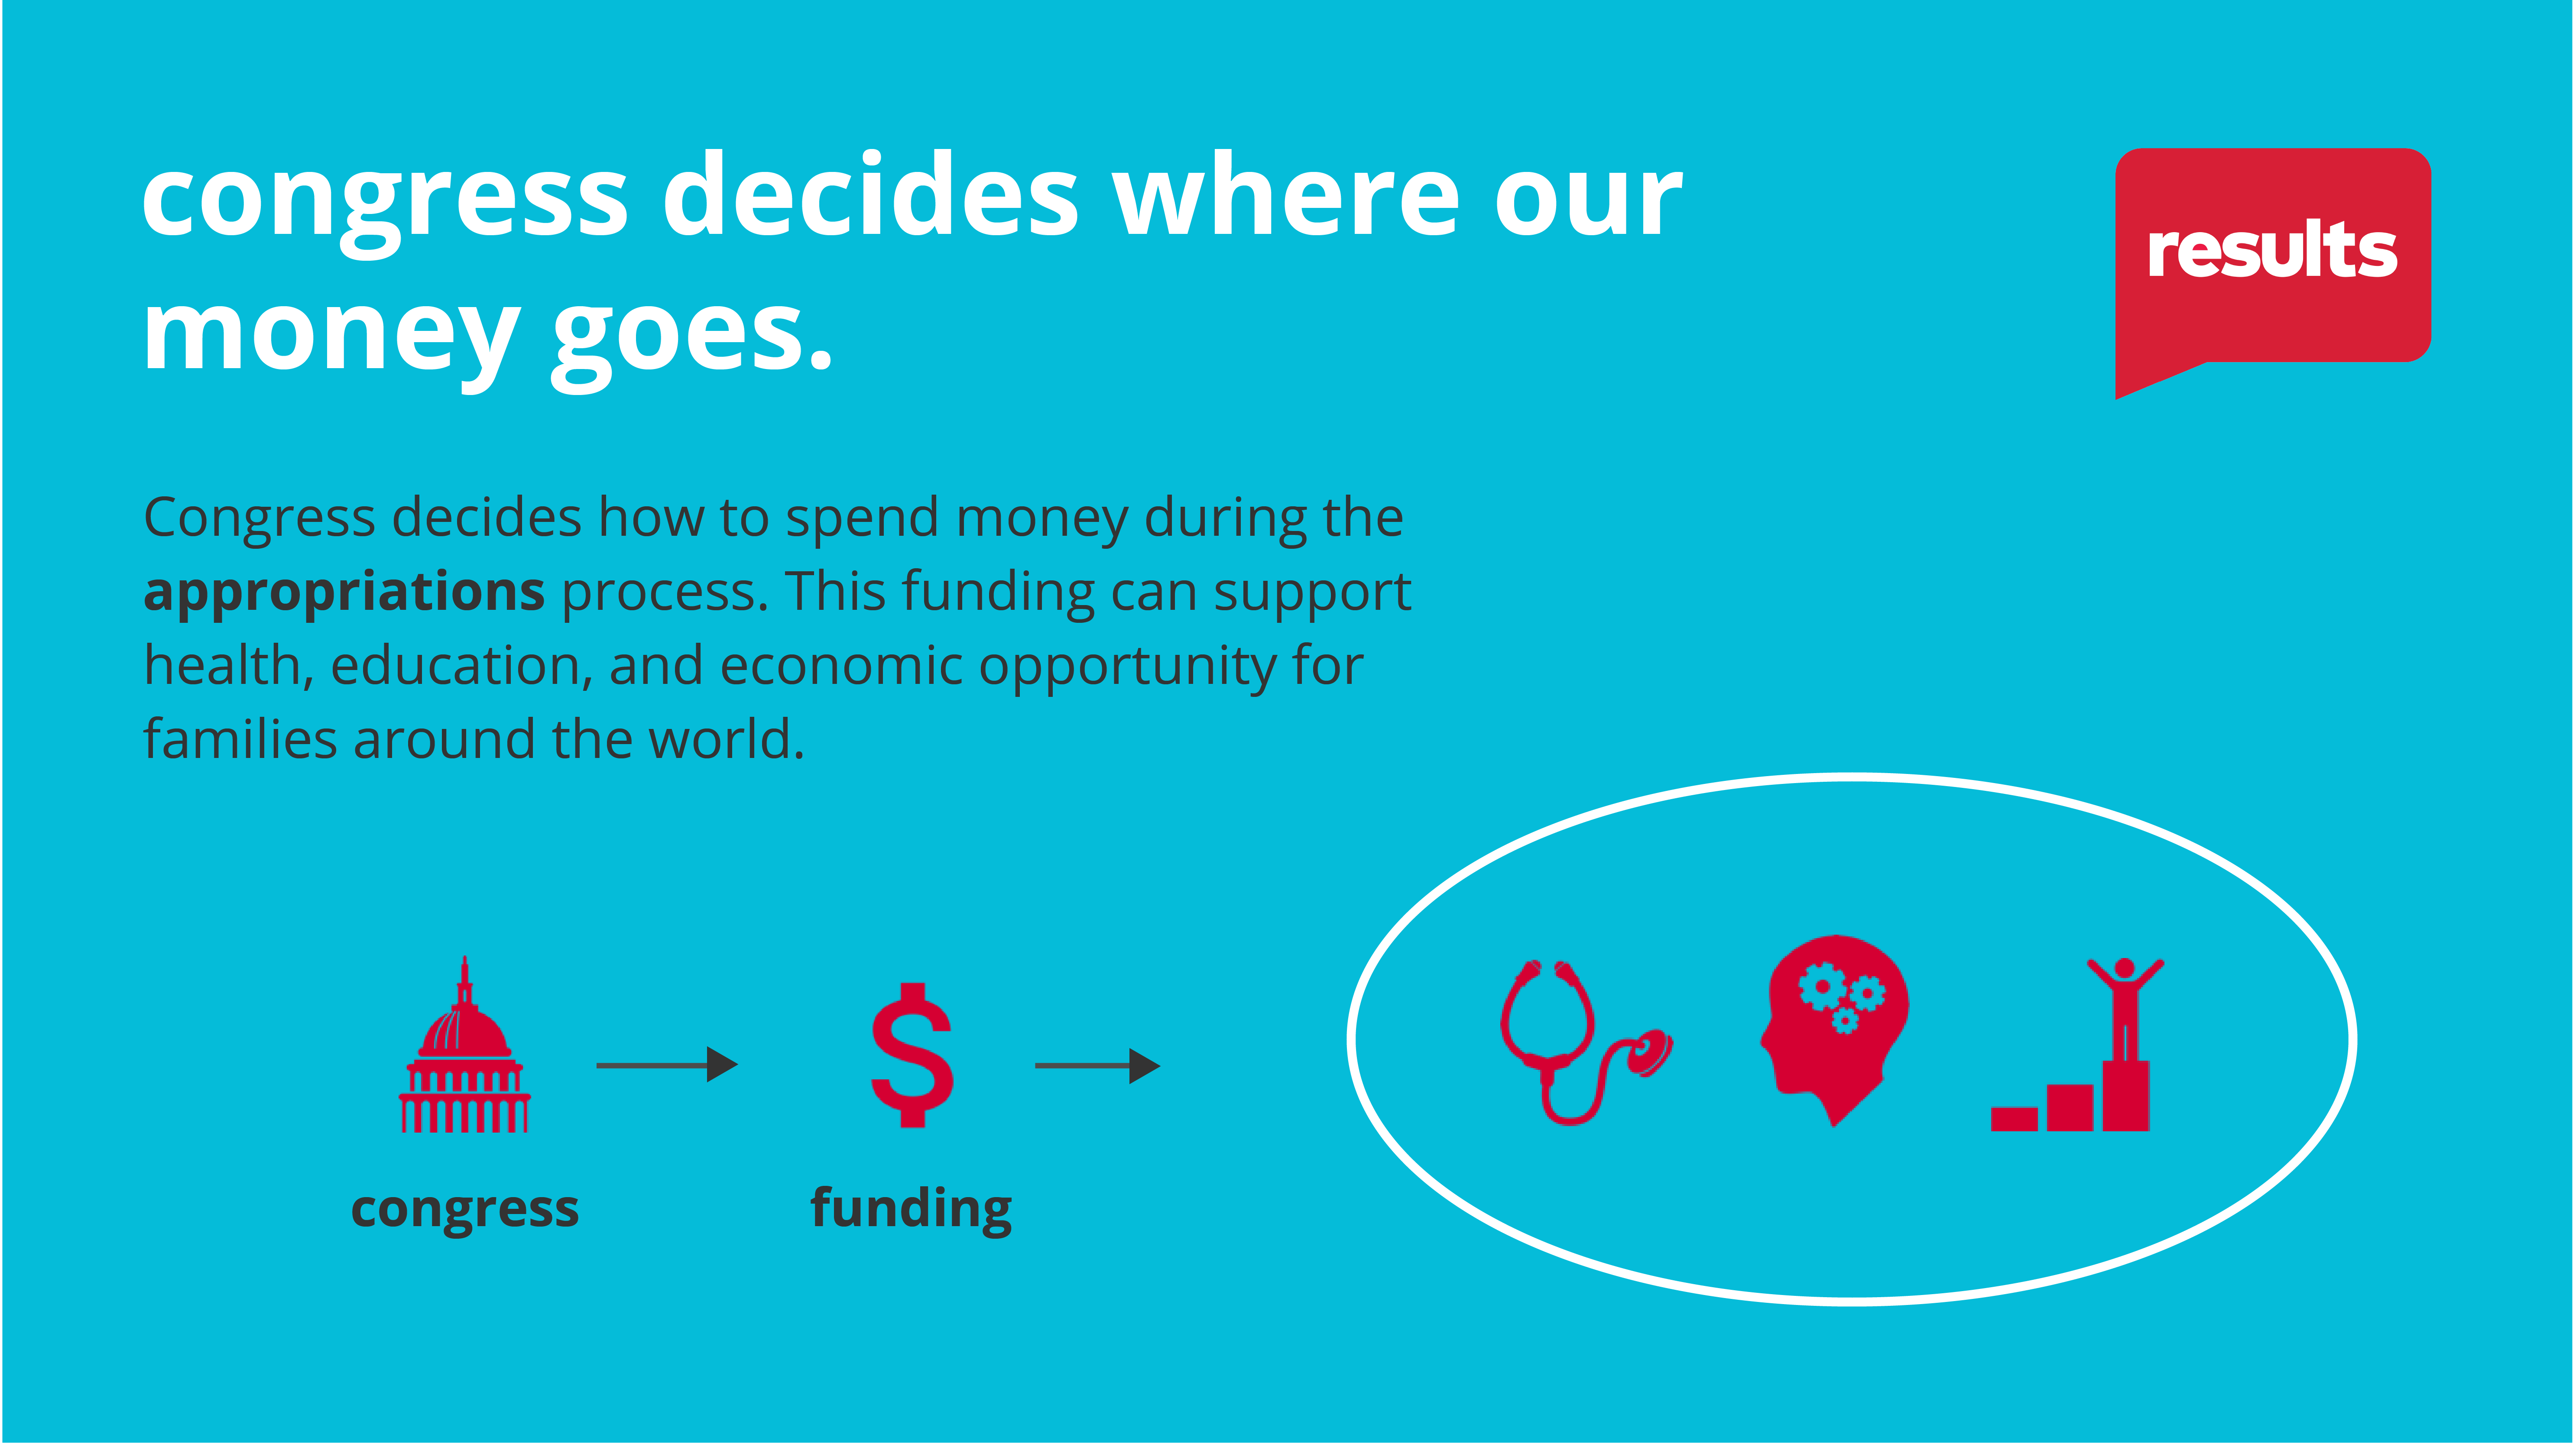 congress decides where our
money goes.
results
Congress decides how to spend money during the
appropriations process. This funding can support
health, education, and economic opportunity for
families around the world.
$
congress
funding